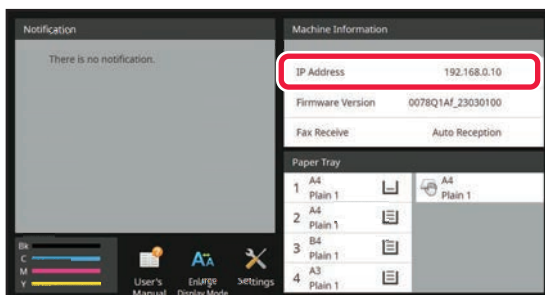 Notification
There is no notification.
Machine Information
IP Address 192.168.0.10
Firmware Version 0078Q1Af_23030100
Fax Receive Auto Reception
Paper Tray
1 A4
Plain 1
2 A4
Plain 1
3 B4
Plain 1
4 A3
Plain 1
A4
Plain 1
Bk
C
M
Y
User's
Manual
Enlarge
Display Mode
Settings